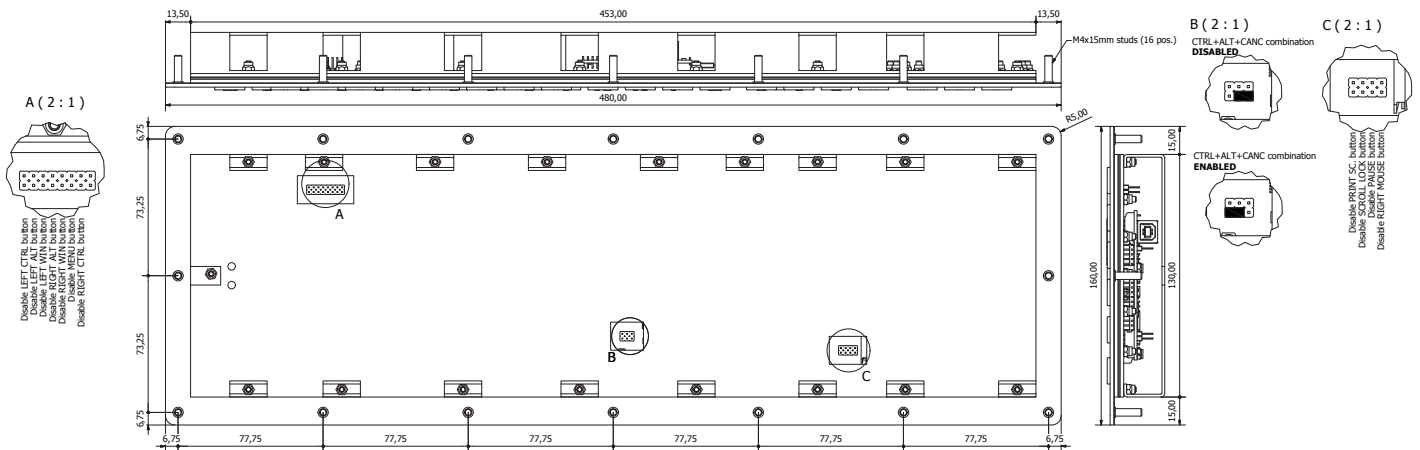 13,50
453,00
13,50
M4x15mm studs (16 pos.)
480,00
A ( 2 : 1 )
Disable LEFT CTRL button
Disable LEFT ALT button
Disable LEFT WIN button
Disable RIGHT ALT button
Disable RIGHT WIN button
Disable MENU button
Disable RIGHT CTRL button
B ( 2 : 1 )
CTRL+ALT+CANC combination
DISABLED
CTRL+ALT+CANC combination
ENABLED
C ( 2 : 1 )
Disable PRINT SC. button
Disable SCROLL LOCK button
Disable PAUSE button
Disable RIGHT MOUSE button
R5,00
6,75
73,25
73,25
6,75
A
B
C
160,00
15,00
130,00
15,00
6,75
77,75
77,75
77,75
77,75
77,75
77,75
6,75